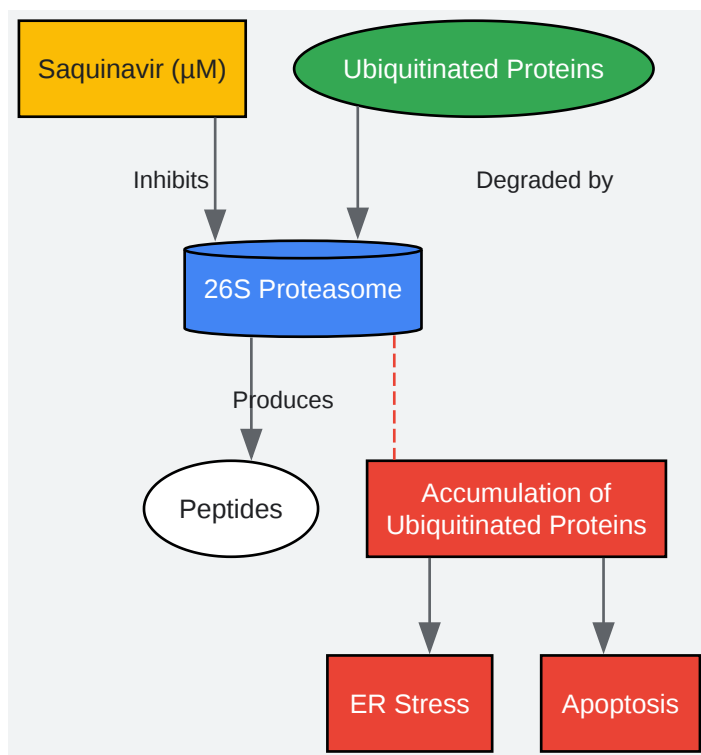 Saquinavir (µM)
Ubiquitinated Proteins
Inhibits
Degraded by
26S Proteasome
Produces
Peptides
Accumulation of
Ubiquitinated Proteins
ER Stress
Apoptosis